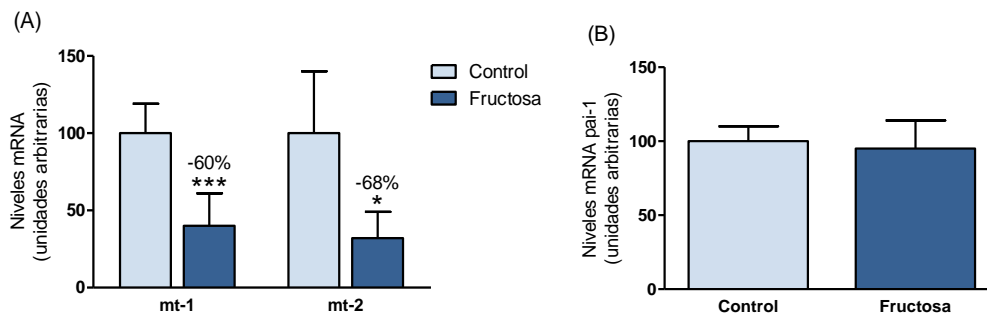 (A)
Niveles mRNA
(unidades arbitrarias)
150
100
50
0
-60%
***
-68%
*
mt-1
mt-2
Control
Fructosa
(B)
Niveles mRNA pai-1
(unidades arbitrarias)
150
100
50
0
Control
Fructosa